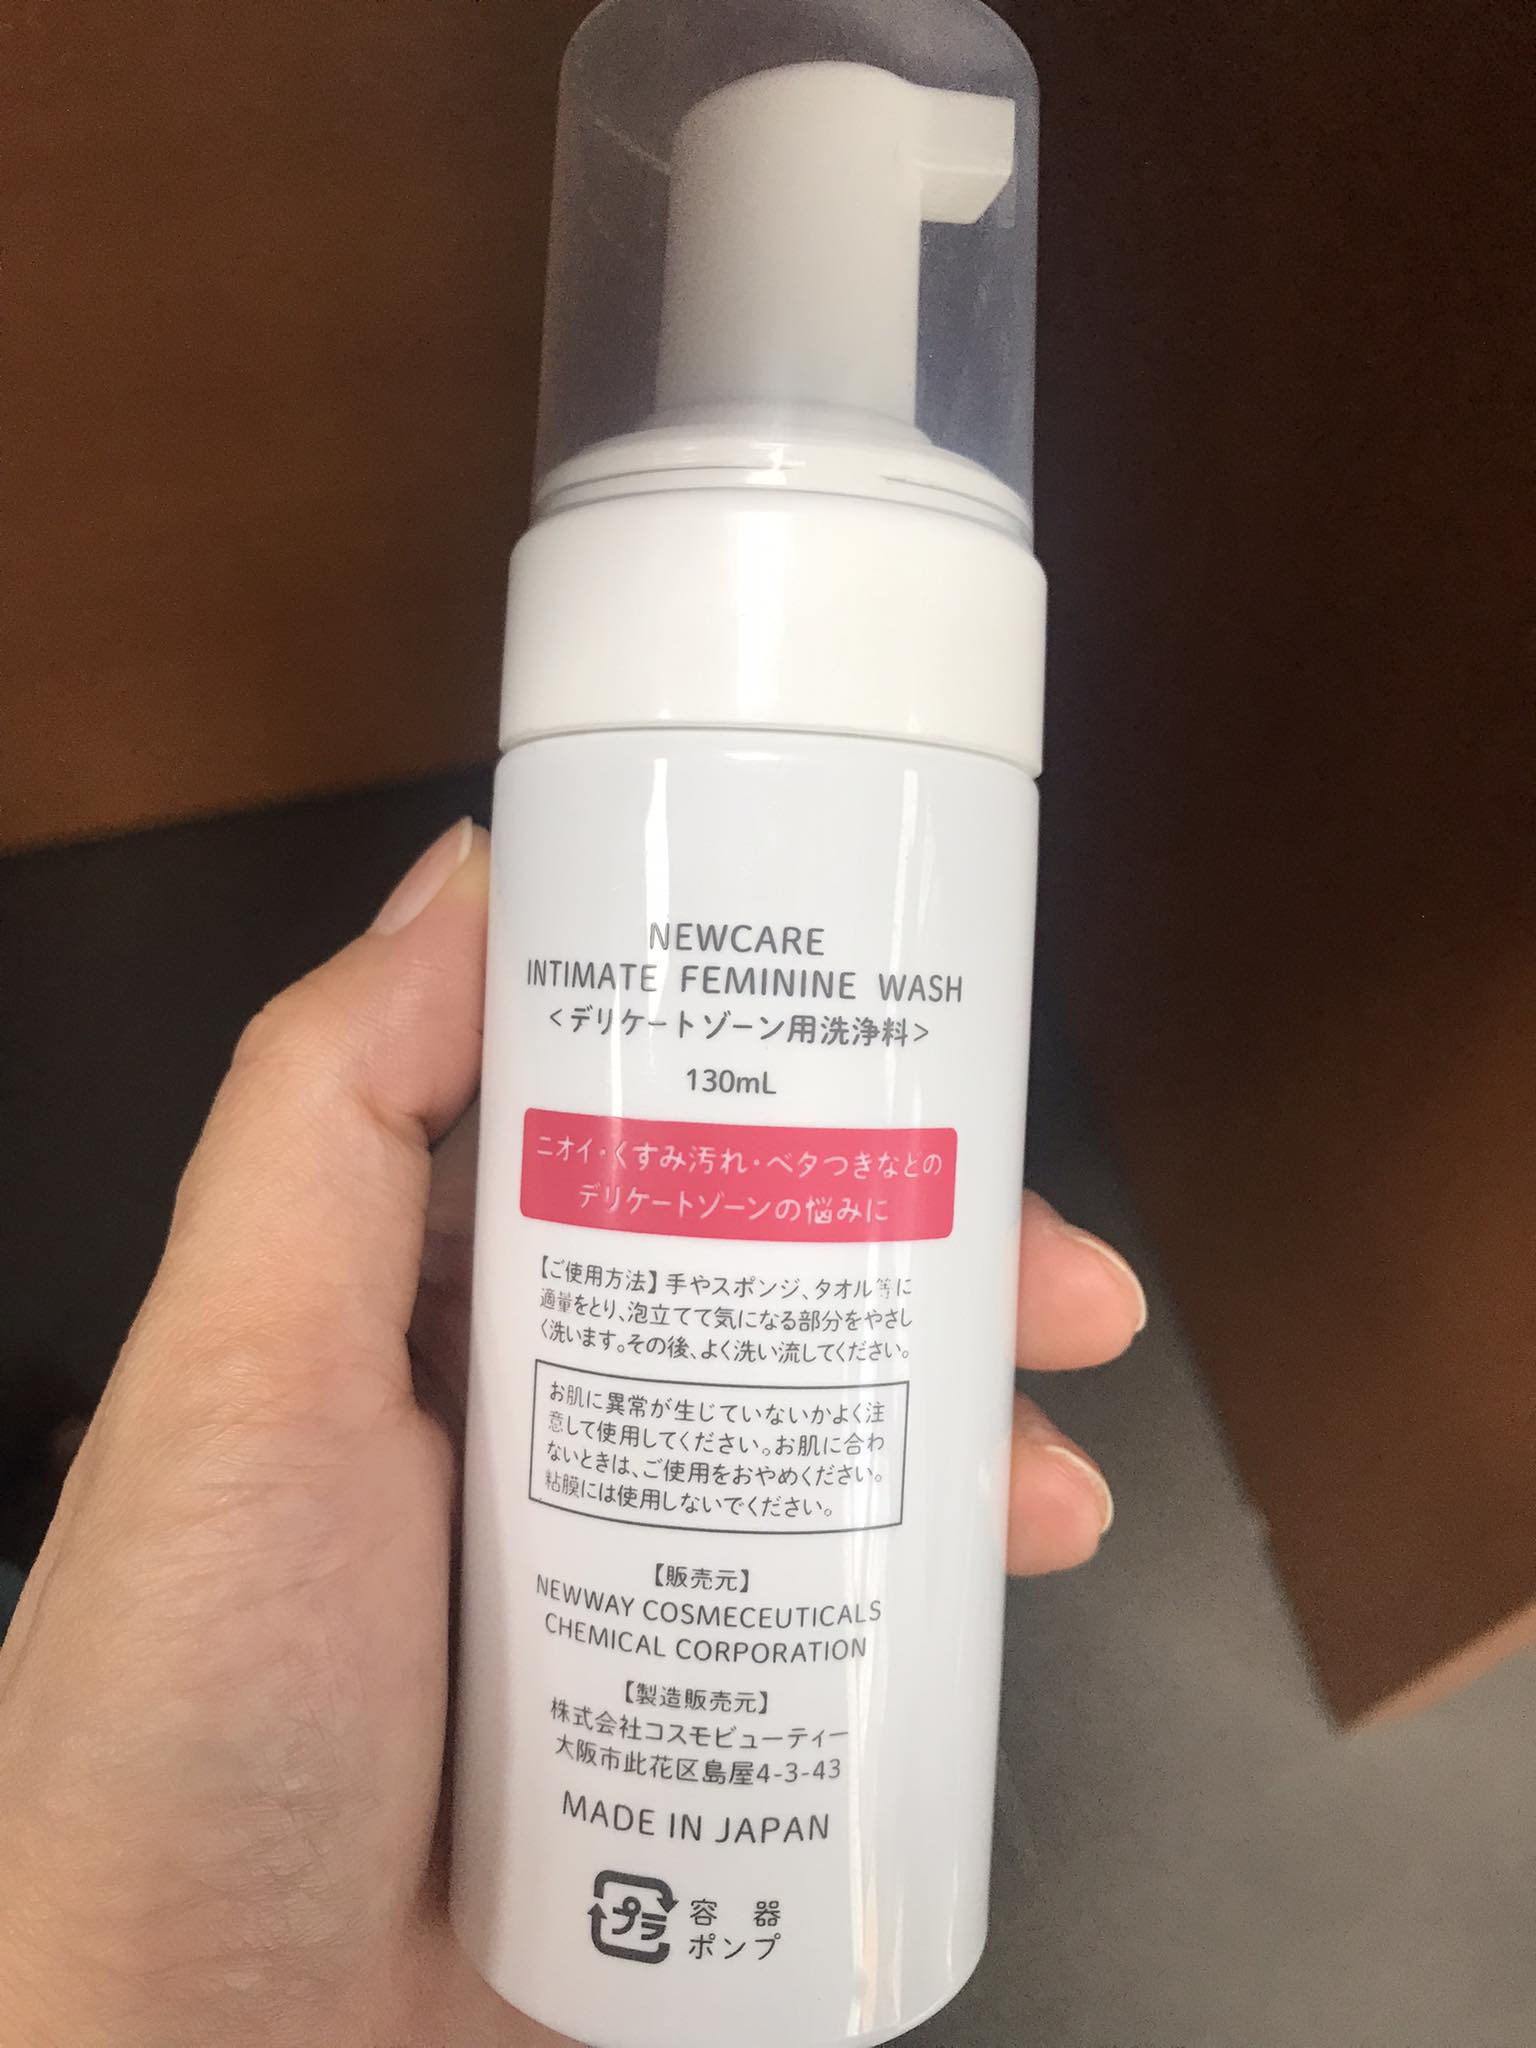 NEWCARE
INTIMATE FEMININE WASH
<デリケートゾーン用洗浄料>
130mL
ニオイ・くすみ汚れ・ベタつきなどの
デリケートゾーンの悩みに
【ご使用方法】手やスポンジ、タオル等に
適量をとり、泡立てて気になる部分をやさし
く洗います。その後、よく洗い流してください。
お肌に異常が生じていないかよく注
意して使用してください。お肌に合わ
ないときは、ご使用をおやめください。
粘膜には使用しないでください。
【販売元】
NEWWAY COSMECEUTICALS
CHEMICAL CORPORATION
【製造販売元】
株式会社コスモビューティー
大阪市此花区島屋4-3-43
MADE IN JAPAN
プラ 容器
ポンプ